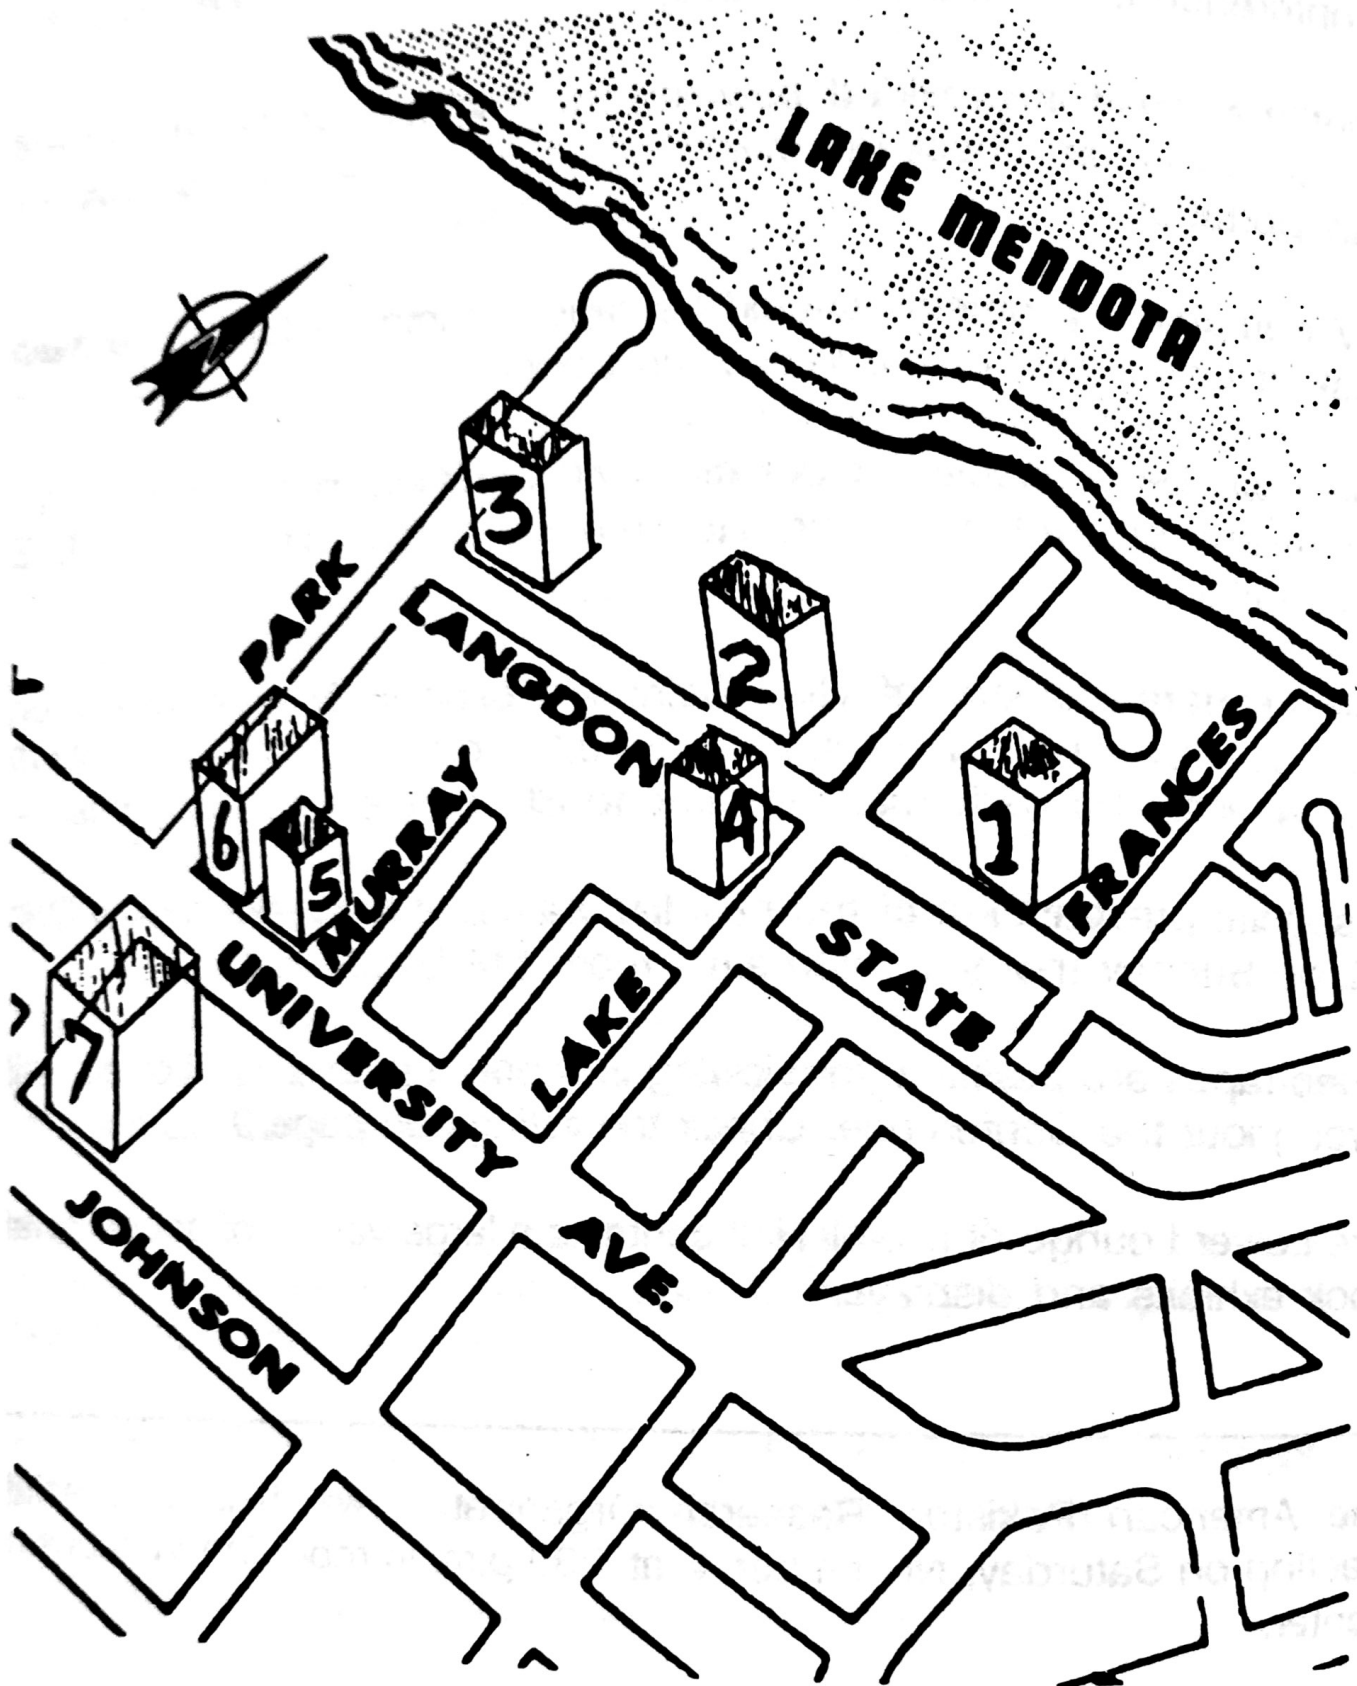 LAKE MENDOTA
3
PARK
LANGDON
2
1
FRANCES
4
6
5
MURRAY
STATE
UNIVERSITY
AVE.
LAKE
7
JOHNSON